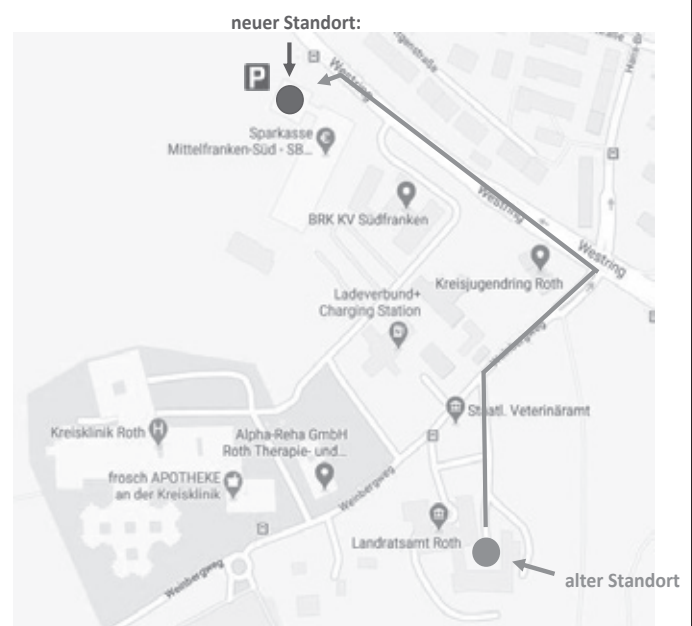 neuer Standort:
P
Westring
Sparkasse
Mittelfranken-Süd - SB...
BRK KV Südfranken
Westring
Westring
Kreisjugendring Roth
Ladeverbund+
Charging Station
Weinbergweg
Staatl. Veterinäramt
Kreisklinik Roth
H
Alpha-Reha GmbH
Roth Therapie- und...
frosch APOTHEKE
an der Kreisklinik
Weinbergweg
Landratsamt Roth
Weinbergweg
alter Standort